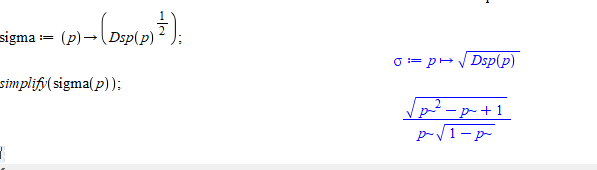 sigma := (p)→(Dsp(p)^(1/2));
σ := p ↦ √Dsp(p)
simplify(sigma(p));
√(p~² − p~ + 1) / (p~ √(1 − p~))